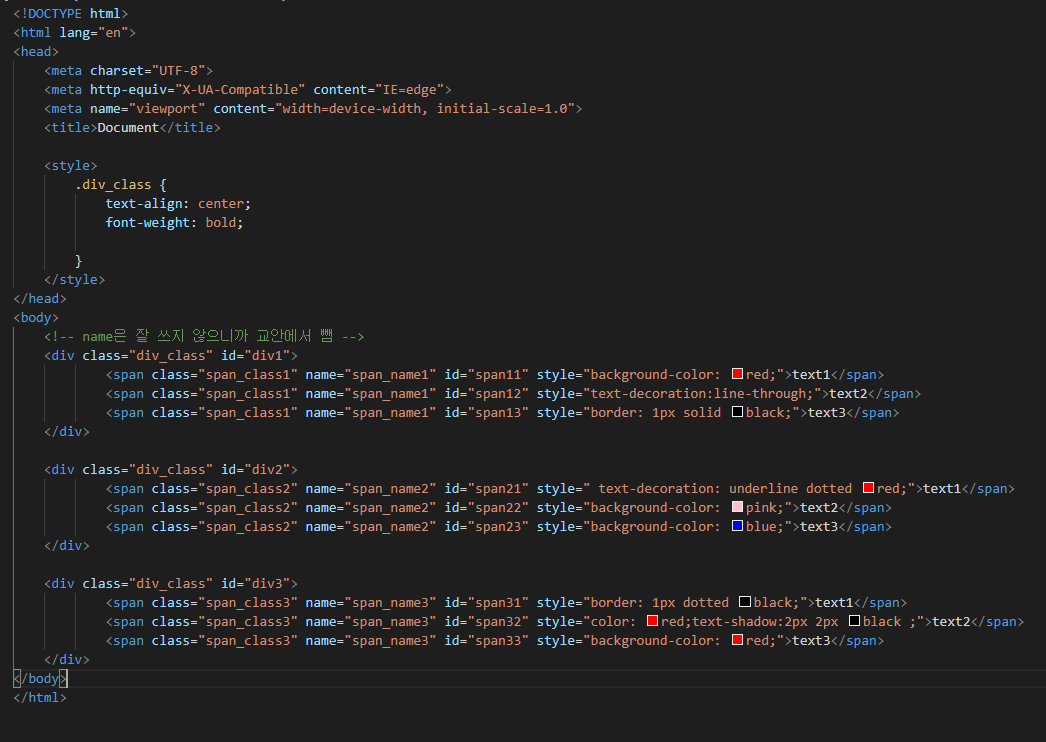 <!DOCTYPE html>
<html lang="en">
<head>
    <meta charset="UTF-8">
    <meta http-equiv="X-UA-Compatible" content="IE=edge">
    <meta name="viewport" content="width=device-width, initial-scale=1.0">
    <title>Document</title>

    <style>
        .div_class {
            text-align: center;
            font-weight: bold;

        }
    </style>
</head>
<body>
    <!-- name은 잘 쓰지 않으니까 교안에서 뺌 -->
    <div class="div_class" id="div1">
            <span class="span_class1" name="span_name1" id="span11" style="background-color: red;">text1</span>
            <span class="span_class1" name="span_name1" id="span12" style="text-decoration:line-through;">text2</span>
            <span class="span_class1" name="span_name1" id="span13" style="border: 1px solid black;">text3</span>
    </div>

    <div class="div_class" id="div2">
            <span class="span_class2" name="span_name2" id="span21" style=" text-decoration: underline dotted red;">text1</span>
            <span class="span_class2" name="span_name2" id="span22" style="background-color: pink;">text2</span>
            <span class="span_class2" name="span_name2" id="span23" style="background-color: blue;">text3</span>
    </div>

    <div class="div_class" id="div3">
            <span class="span_class3" name="span_name3" id="span31" style="border: 1px dotted black;">text1</span>
            <span class="span_class3" name="span_name3" id="span32" style="color: red;text-shadow:2px 2px black ;">text2</span>
            <span class="span_class3" name="span_name3" id="span33" style="background-color: red;">text3</span>
    </div>
</body>
</html>